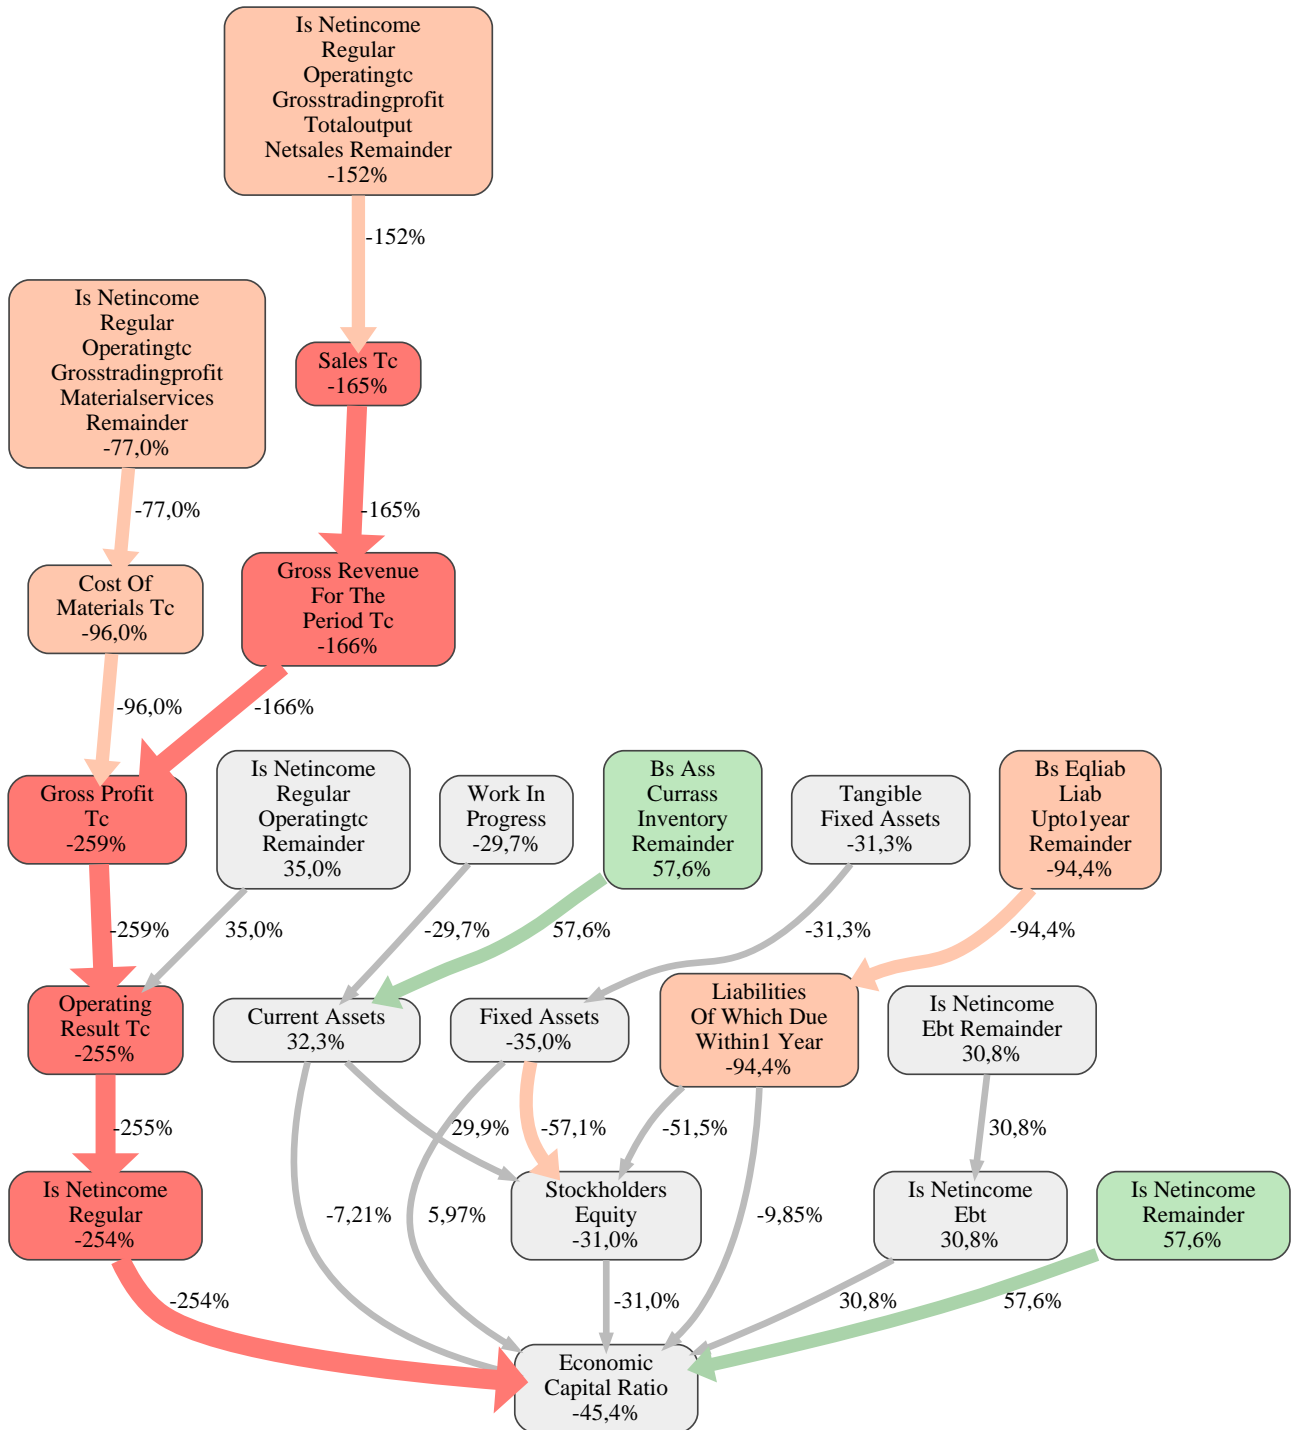 Is Netincome
Regular
Operatingtc
Grosstradingprofit
Totaloutput
Netsales Remainder
-152%
-152%
Is Netincome
Regular
Operatingtc
Grosstradingprofit
Materialservices
Remainder
-77,0%
Sales Tc
-165%
-77,0%
-165%
Cost Of
Materials Tc
-96,0%
Gross Revenue
For The
Period Tc
-166%
-96,0%
-166%
Gross Profit
Tc
-259%
Is Netincome
Regular
Operatingtc
Remainder
35,0%
Work In
Progress
-29,7%
Bs Ass
Currass
Inventory
Remainder
57,6%
Tangible
Fixed Assets
-31,3%
Bs Eqliab
Liab
Upto1year
Remainder
-94,4%
-259%
35,0%
-29,7%
57,6%
-31,3%
-94,4%
Operating
Result Tc
-255%
Current Assets
32,3%
Fixed Assets
-35,0%
Liabilities
Of Which Due
Within1 Year
-94,4%
Is Netincome
Ebt Remainder
30,8%
-255%
29,9%
-57,1%
-51,5%
30,8%
Is Netincome
Regular
-254%
-7,21%
5,97%
Stockholders
Equity
-31,0%
-9,85%
Is Netincome
Ebt
30,8%
Is Netincome
Remainder
57,6%
-254%
-31,0%
30,8%
57,6%
Economic
Capital Ratio
-45,4%